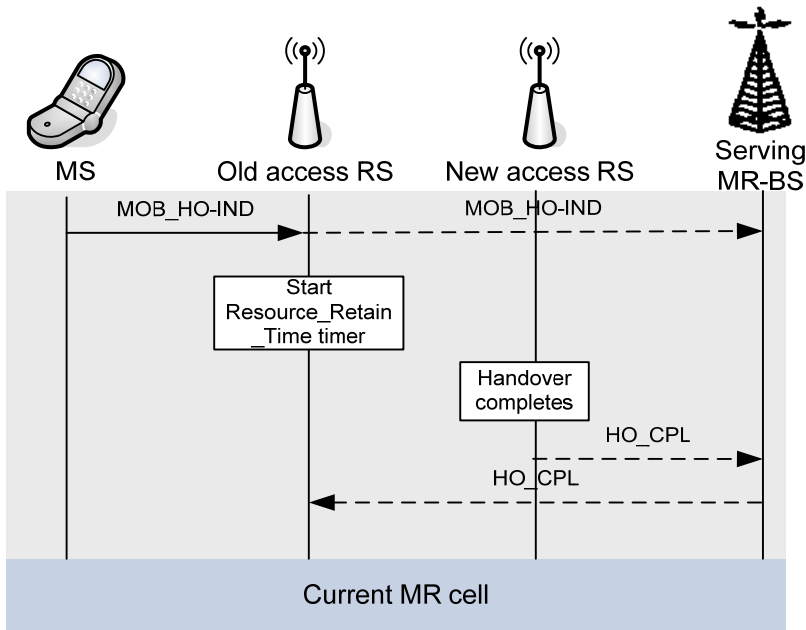 MS
Old access RS
New access RS
Serving
MR-BS
MOB_HO-IND
MOB_HO-IND
Start
Resource_Retain
_Time timer
Handover
completes
HO_CPL
HO_CPL
Current MR cell